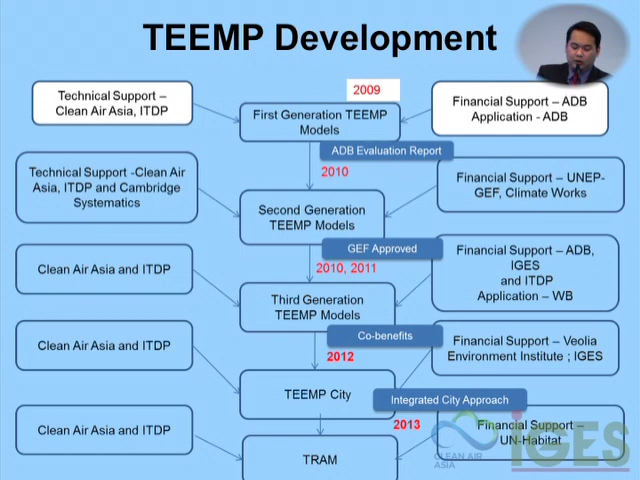 TEEMP Development
2009
Technical Support –
Clean Air Asia, ITDP
First Generation TEEMP
Models
Financial Support – ADB
Application - ADB
ADB Evaluation Report
2010
Technical Support -Clean Air
Asia, ITDP and Cambridge
Systematics
Second Generation
TEEMP Models
Financial Support – UNEP-
GEF, Climate Works
GEF Approved
2010, 2011
Clean Air Asia and ITDP
Third Generation
TEEMP Models
Financial Support – ADB,
IGES
and ITDP
Application – WB
Co-benefits
2012
Clean Air Asia and ITDP
TEEMP City
Financial Support – Veolia
Environment Institute ; IGES
Integrated City Approach
2013
Clean Air Asia and ITDP
TRAM
Financial Support –
UN-Habitat
CLEAN AIR
ASIA
IGES